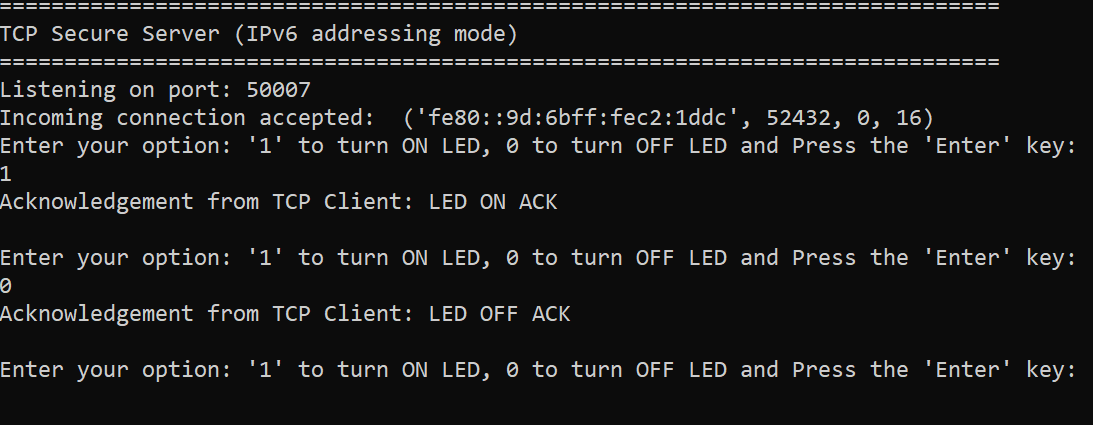 =============================================================================
TCP Secure Server (IPv6 addressing mode)
=============================================================================
Listening on port: 50007
Incoming connection accepted:  ('fe80::9d:6bff:fec2:1ddc', 52432, 0, 16)
Enter your option: '1' to turn ON LED, 0 to turn OFF LED and Press the 'Enter' key:
1
Acknowledgement from TCP Client: LED ON ACK
Enter your option: '1' to turn ON LED, 0 to turn OFF LED and Press the 'Enter' key:
0
Acknowledgement from TCP Client: LED OFF ACK
Enter your option: '1' to turn ON LED, 0 to turn OFF LED and Press the 'Enter' key: